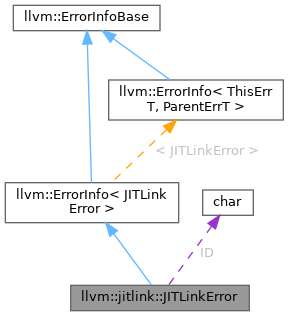 llvm::ErrorInfoBase
llvm::ErrorInfo< ThisErr
T, ParentErrT >
< JITLinkError >
llvm::ErrorInfo< JITLink
Error >
char
ID
llvm::jitlink::JITLinkError